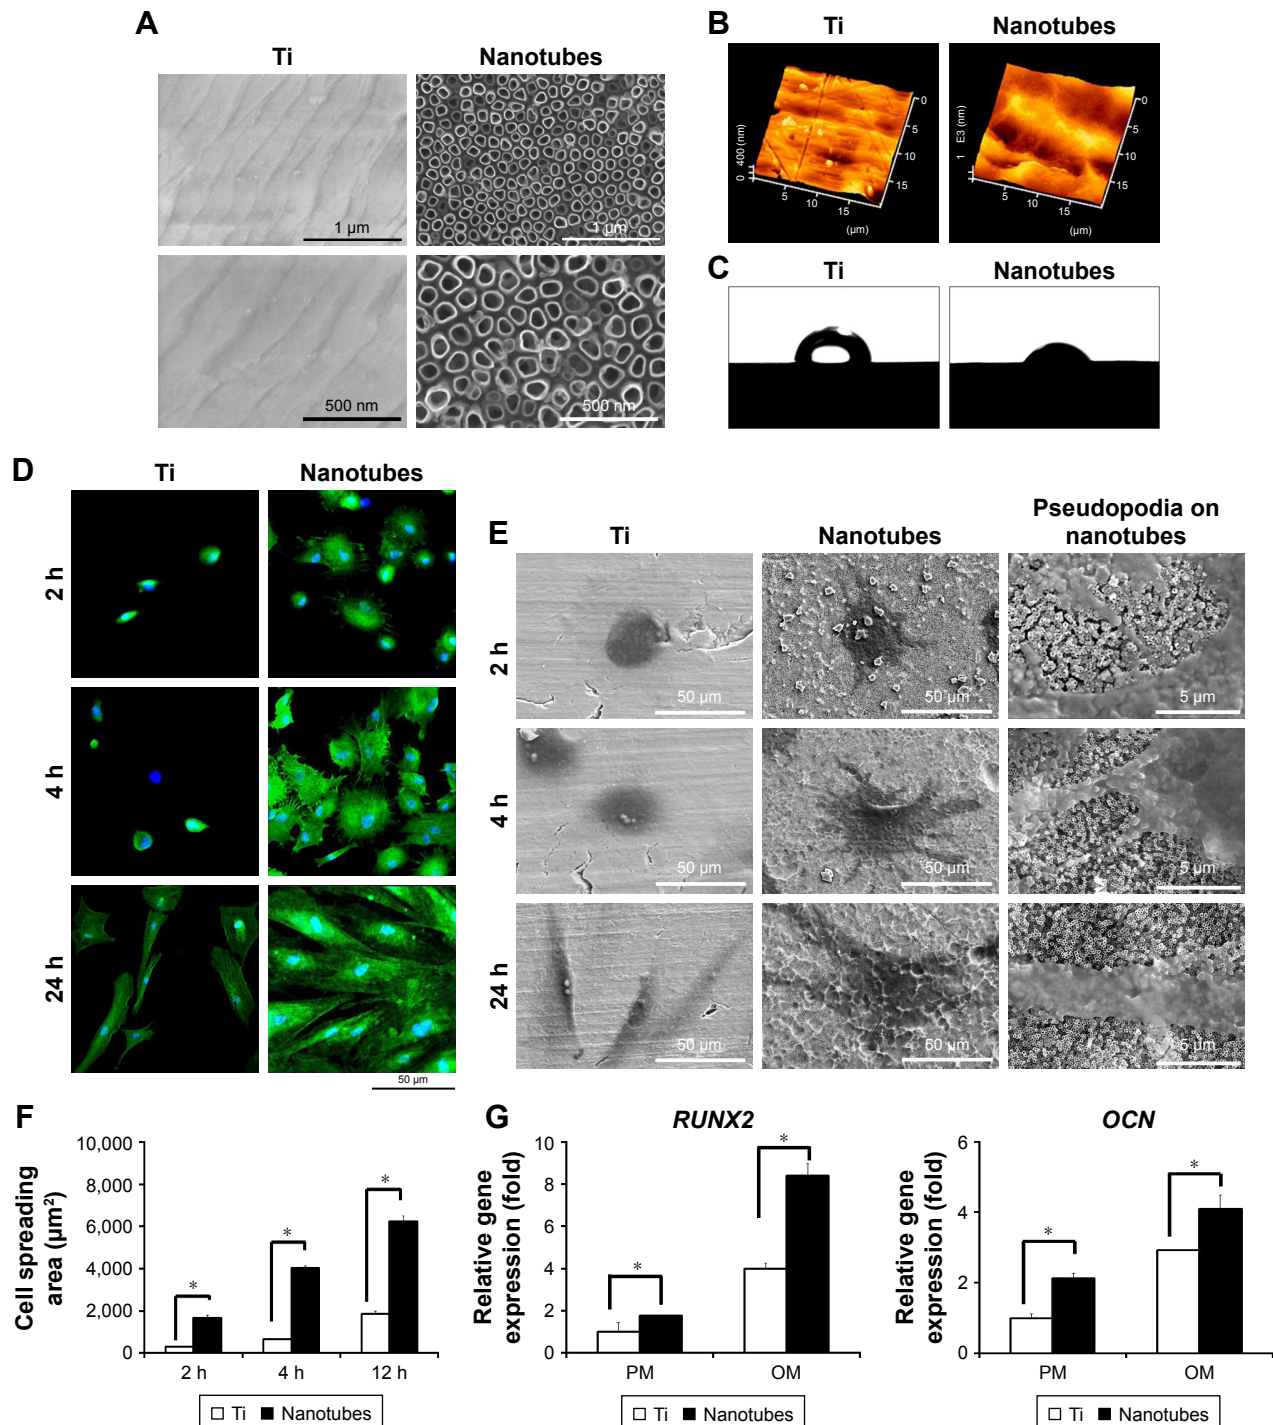 A
Ti
Nanotubes
1 µm
1 µm
500 nm
500 nm
B
Ti
Nanotubes
0 400 (nm)
5
10
15
0
5
10
15
(µm)
1 E3 (nm)
5
10
15
0
5
10
15
(µm)
C
Ti
Nanotubes
D
Ti
Nanotubes
2 h
4 h
24 h
50 µm
E
Ti
Nanotubes
Pseudopodia on
nanotubes
2 h
50 µm
50 µm
5 µm
4 h
50 µm
50 µm
5 µm
24 h
50 µm
50 µm
5 µm
F
Cell spreading
area (µm²)
10,000
8,000
6,000
4,000
2,000
0
*
*
*
2 h
4 h
12 h
Ti
Nanotubes
G
RUNX2
Relative gene
expression (fold)
10
8
6
4
2
0
*
*
PM
OM
Ti
Nanotubes
OCN
Relative gene
expression (fold)
6
4
2
0
*
*
PM
OM
Ti
Nanotubes